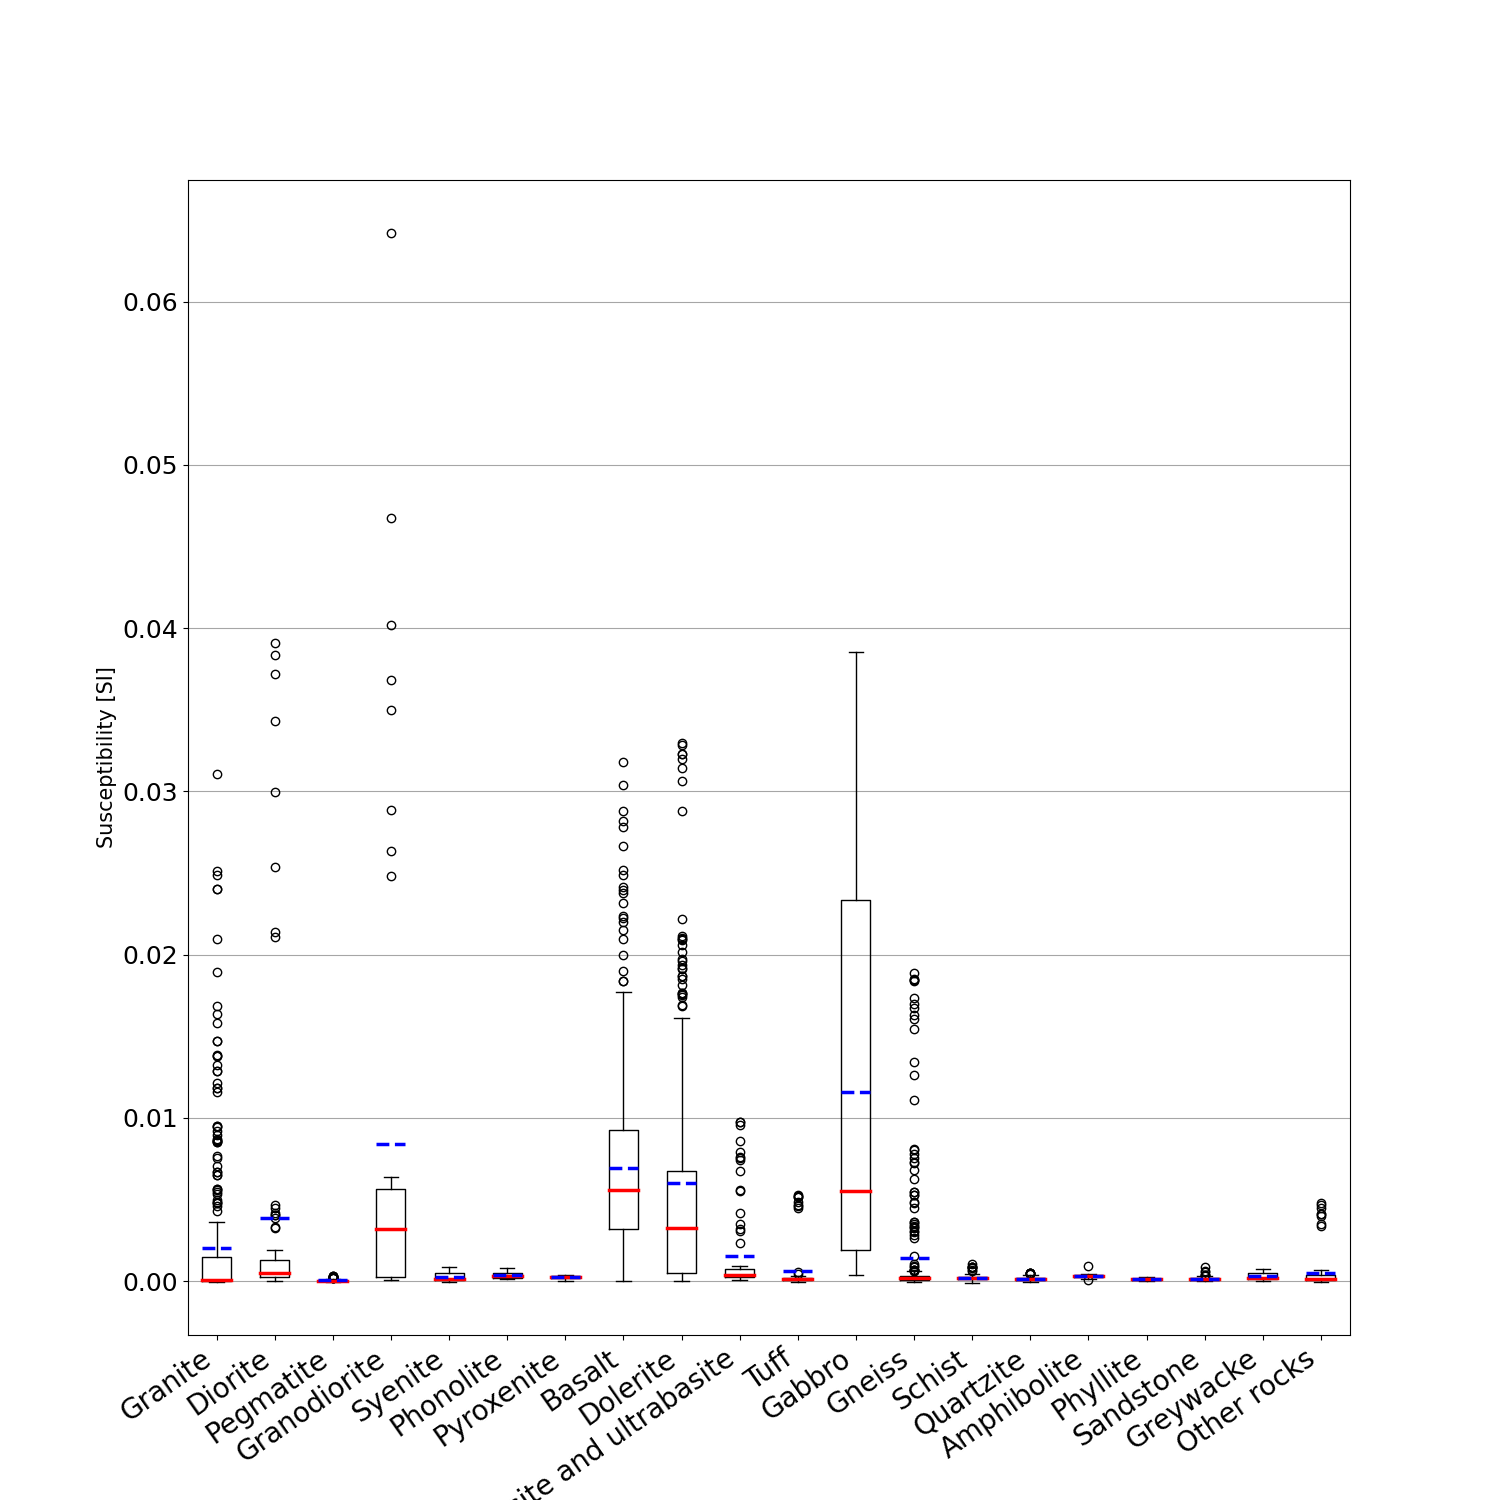 0.06
0.05
0.04
0.03
0.02
0.01
0.00
Susceptibility [SI]
Granite
Diorite
Pegmatite
Granodiorite
Syenite
Phonolite
Pyroxenite
Basalt
Dolerite
and ultrabasite
Tuff
Gabbro
Gneiss
Schist
Quartzite
Amphibolite
Phyllite
Sandstone
Greywacke
Other rocks